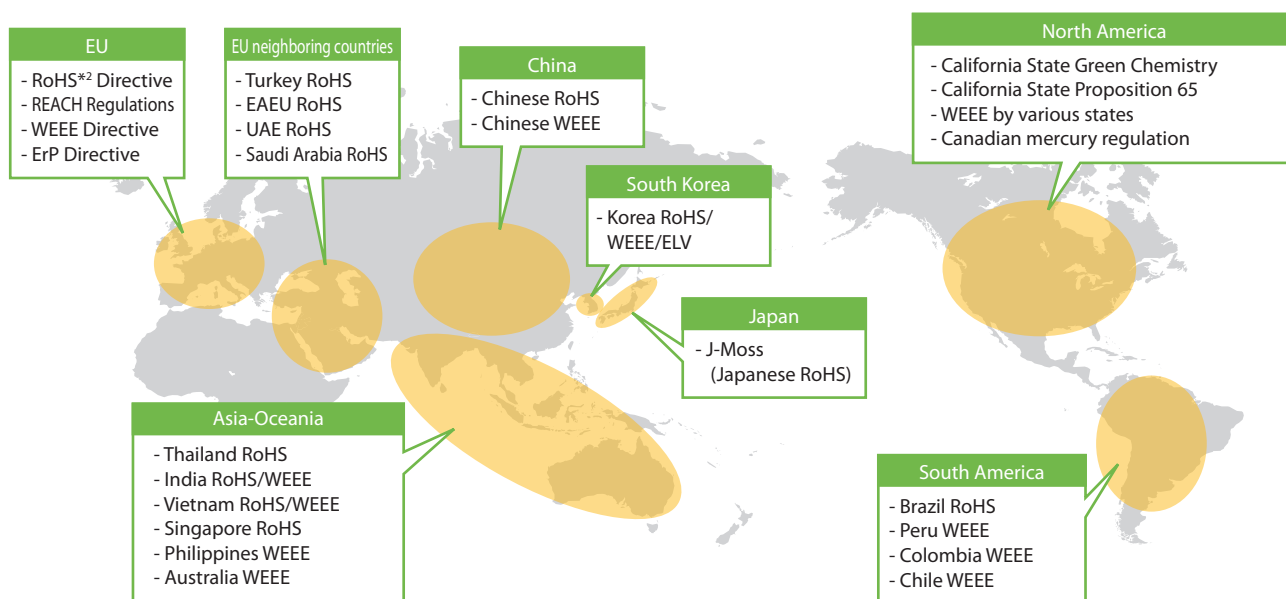 EU
- RoHS*2 Directive
- REACH Regulations
- WEEE Directive
- ErP Directive
EU neighboring countries
- Turkey RoHS
- EAEU RoHS
- UAE RoHS
- Saudi Arabia RoHS
China
- Chinese RoHS
- Chinese WEEE
South Korea
- Korea RoHS/
WEEE/ELV
Japan
- J-Moss
(Japanese RoHS)
North America
- California State Green Chemistry
- California State Proposition 65
- WEEE by various states
- Canadian mercury regulation
Asia-Oceania
- Thailand RoHS
- India RoHS/WEEE
- Vietnam RoHS/WEEE
- Singapore RoHS
- Philippines WEEE
- Australia WEEE
South America
- Brazil RoHS
- Peru WEEE
- Colombia WEEE
- Chile WEEE